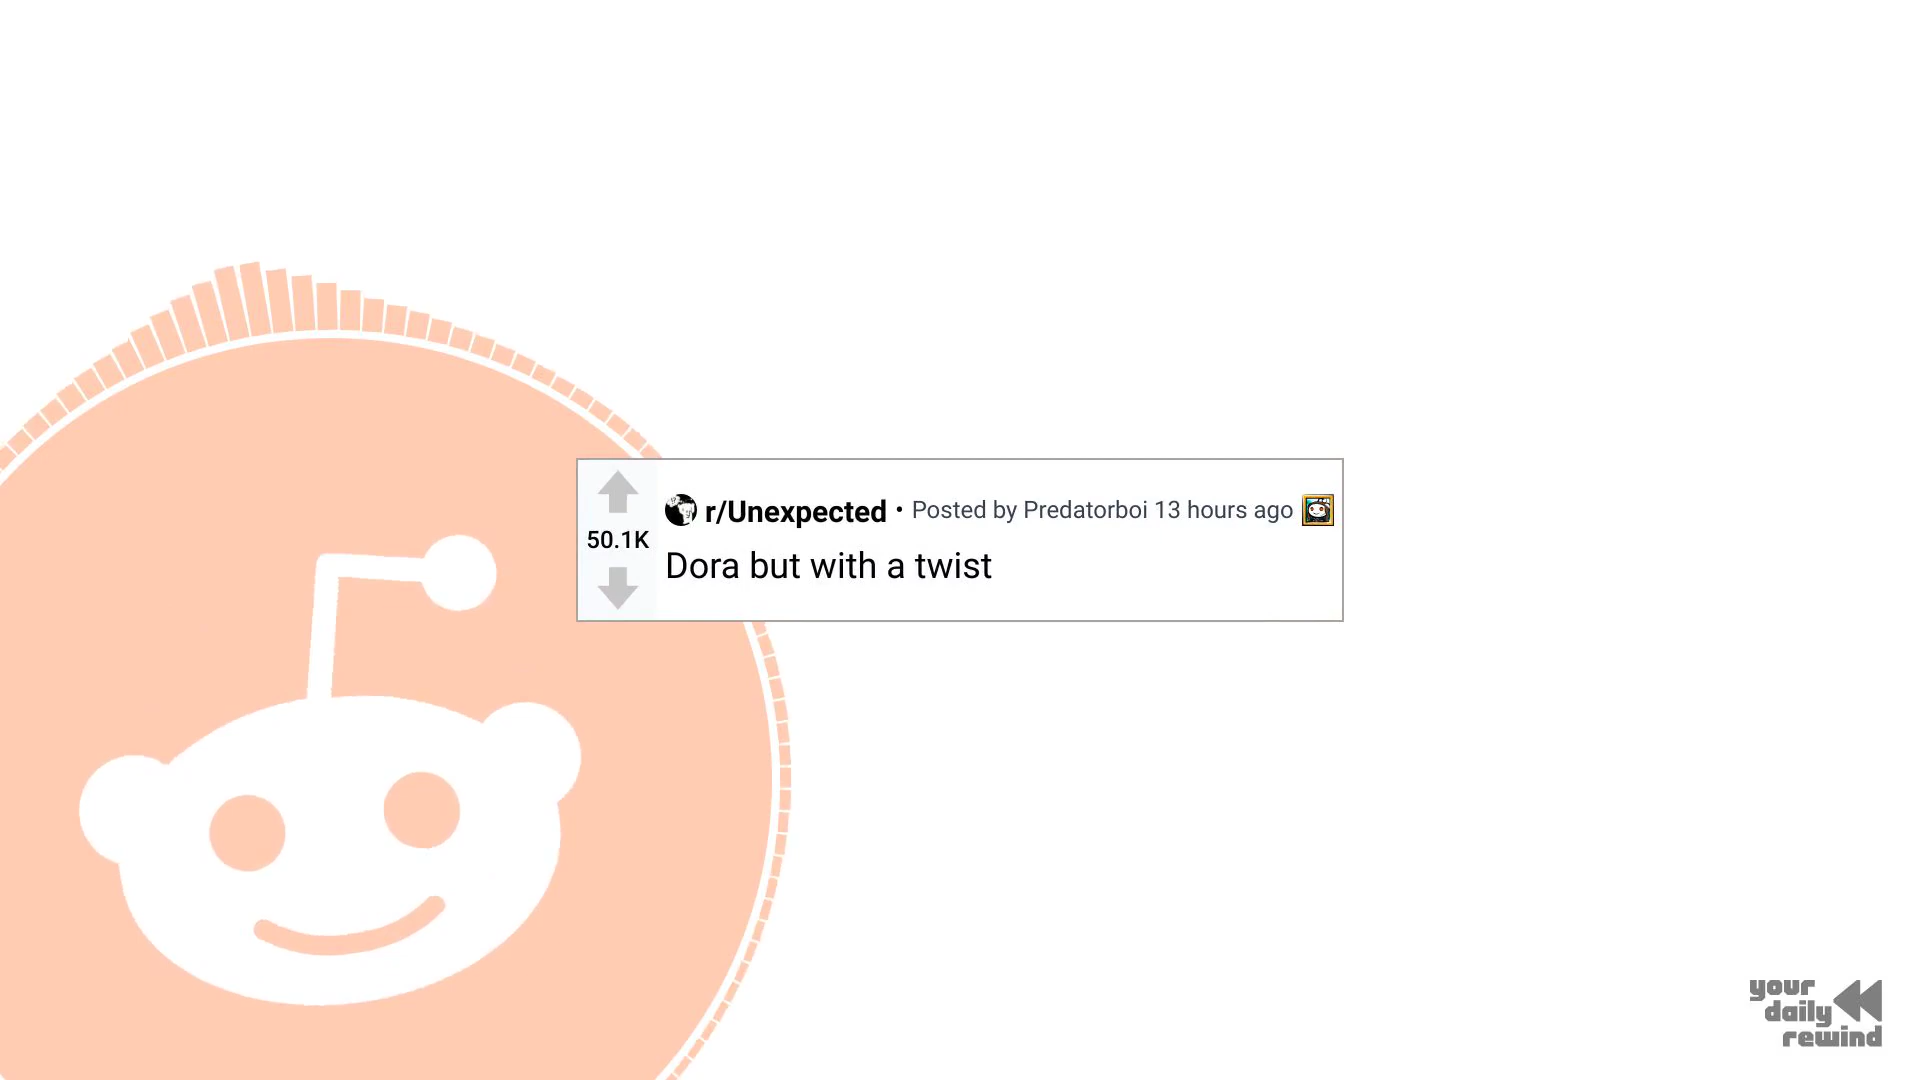 r/Unexpected • Posted by Predatorboi 13 hours ago
50.1K
Dora but with a twist
your
daily
rewind